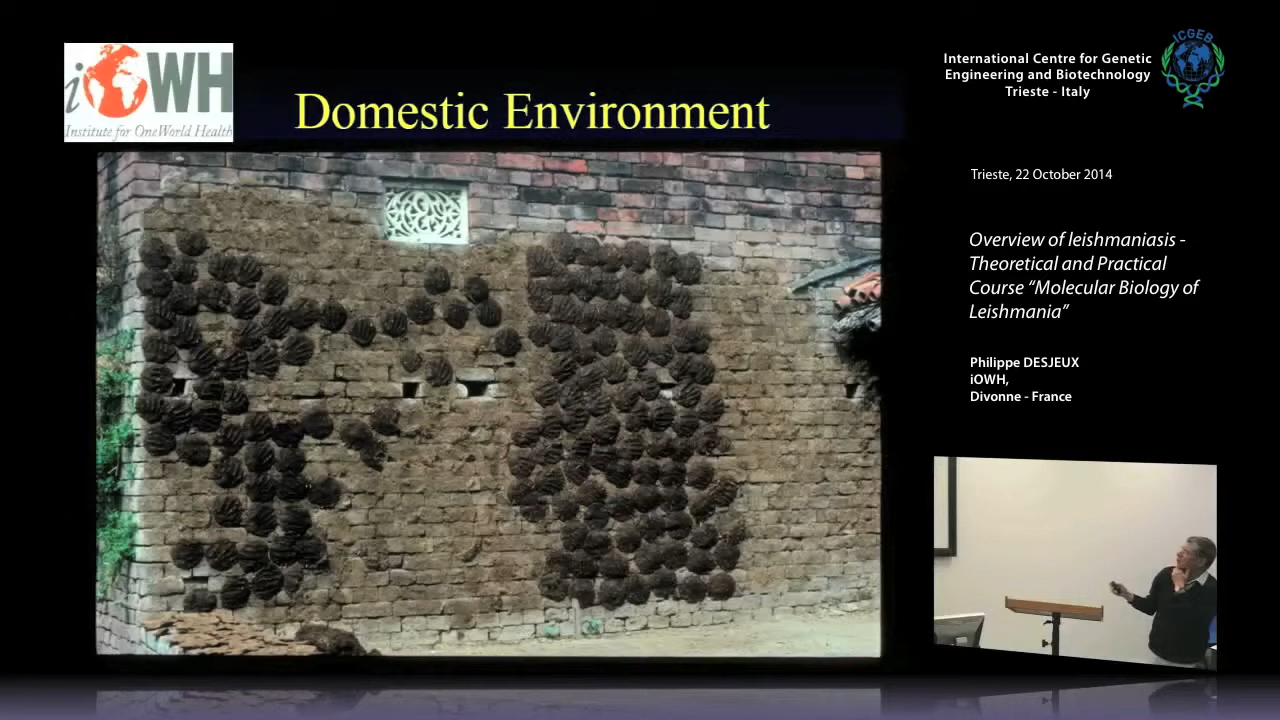 iOWH
Institute for OneWorld Health
Domestic Environment
ICGEB
International Centre for Genetic
Engineering and Biotechnology
Trieste - Italy
Trieste, 22 October 2014
Overview of leishmaniasis -
Theoretical and Practical
Course “Molecular Biology of
Leishmania”
Philippe DESJEUX
iOWH,
Divonne - France